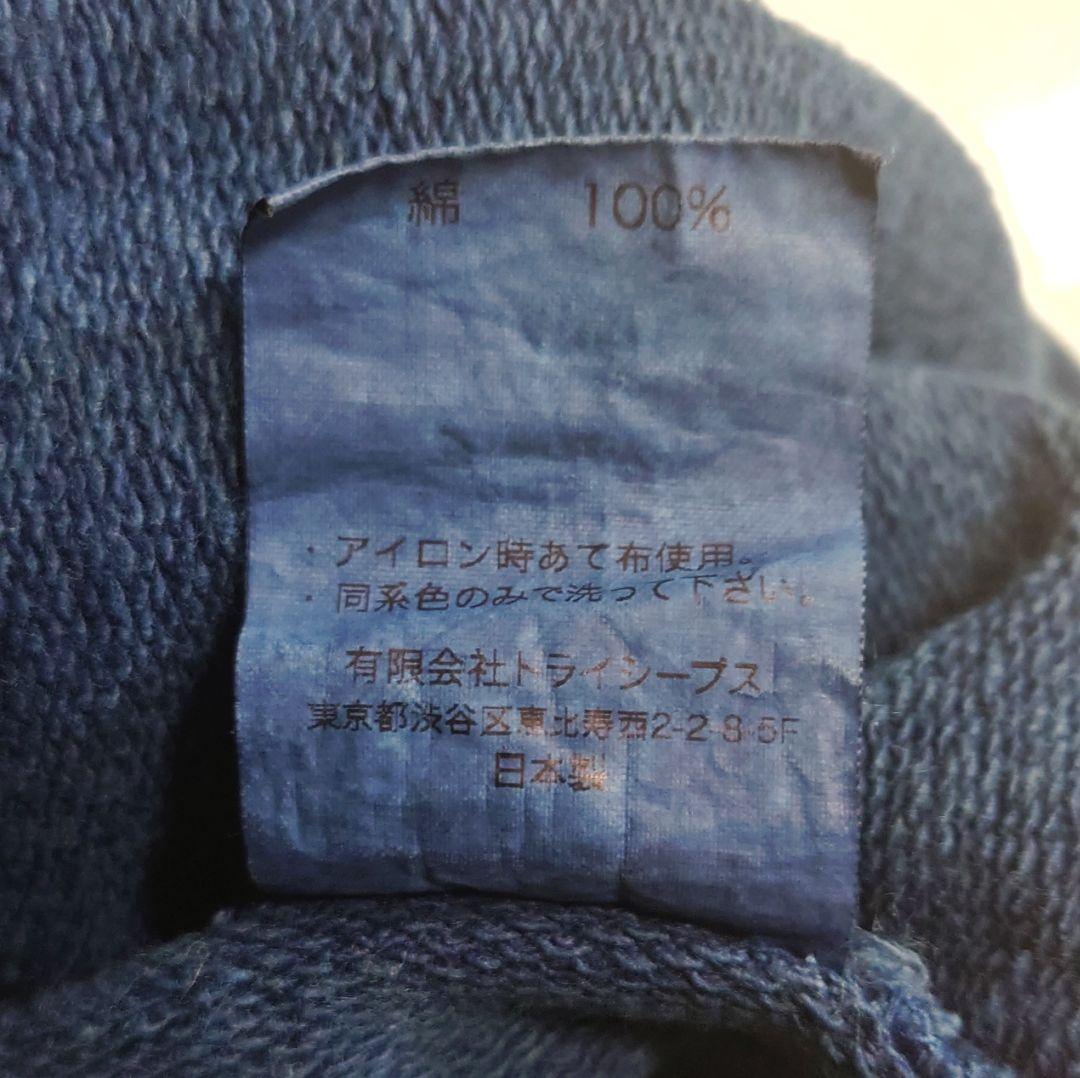 綿 100%
・アイロン時あて布使用。
・同系色のみで洗って下さい。
有限会社トライシープス
東京都渋谷区恵比寿西2-2-8-5F
日本製